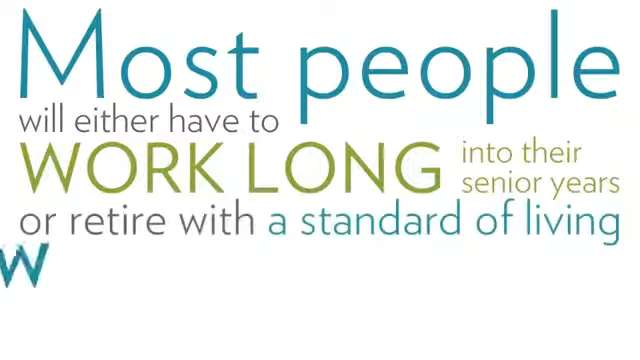 Most people
will either have to
WORK LONG into their
senior years
or retire with a standard of living
w